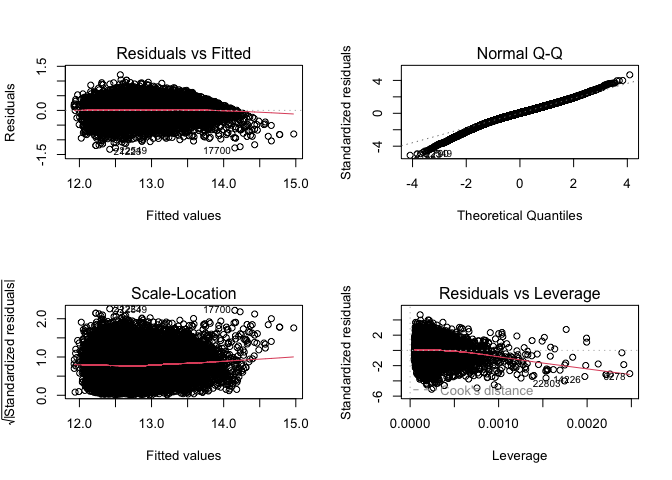 Residuals vs Fitted
Residuals
1.5
0.0
-1.5
17700
12.0
13.0
14.0
15.0
Fitted values
Normal Q-Q
Standardized residuals
4
0
-4
-4
-2
0
2
4
Theoretical Quantiles
Scale-Location
√|Standardized residuals|
2.0
1.0
0.0
17700
12.0
13.0
14.0
15.0
Fitted values
Residuals vs Leverage
Standardized residuals
2
-2
-6
22803
14226
Cook's distance
0.0000
0.0010
0.0020
Leverage